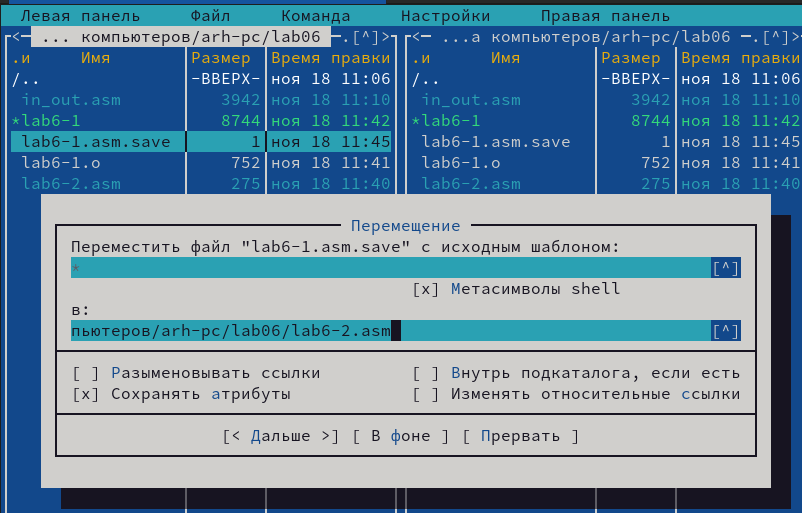 Левая панель Файл Команда Настройки Правая панель
<─ ... компьютеров/arh-pc/lab06 ─.[^]> <─ ...а компьютеров/arh-pc/lab06 ─.[^]>
.и Имя Размер Время правки .и Имя Размер Время правки
/.. -ВВЕРХ- ноя 18 11:06 /.. -ВВЕРХ- ноя 18 11:06
in_out.asm 3942 ноя 18 11:10 in_out.asm 3942 ноя 18 11:10
*lab6-1 8744 ноя 18 11:42 *lab6-1 8744 ноя 18 11:42
lab6-1.asm.save 1 ноя 18 11:45 lab6-1.asm.save 1 ноя 18 11:45
lab6-1.o 752 ноя 18 11:41 lab6-1.o 752 ноя 18 11:41
lab6-2.asm 275 ноя 18 11:40 lab6-2.asm 275 ноя 18 11:40
Перемещение
Переместить файл "lab6-1.asm.save" с исходным шаблоном:
* [^]
[x] Метасимволы shell
в:
пьютеров/arh-pc/lab06/lab6-2.asm [^]
[ ] Разыменовывать ссылки [ ] Внутрь подкаталога, если есть
[x] Сохранять атрибуты [ ] Изменять относительные ссылки
[< Дальше >] [ В фоне ] [ Прервать ]